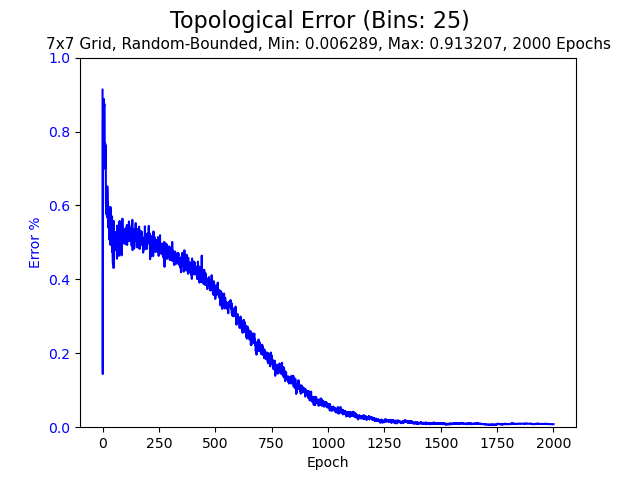 Topological Error (Bins: 25)
7x7 Grid, Random-Bounded, Min: 0.006289, Max: 0.913207, 2000 Epochs
1.0
0.8
0.6
0.4
0.2
0.0
Error %
0 250 500 750 1000 1250 1500 1750 2000
Epoch